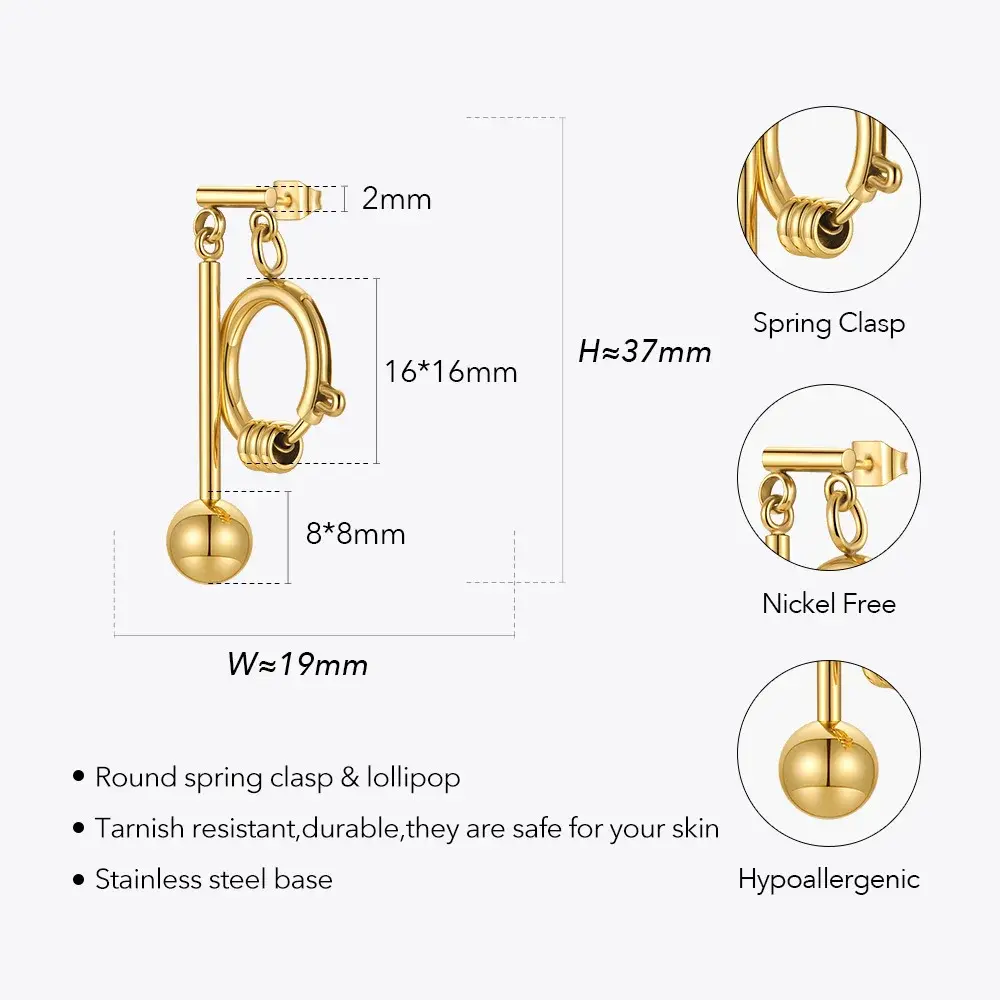 2mm
16*16mm
H≈37mm
8*8mm
W≈19mm
Spring Clasp
Nickel Free
Hypoallergenic
• Round spring clasp & lollipop
• Tarnish resistant,durable,they are safe for your skin
• Stainless steel base